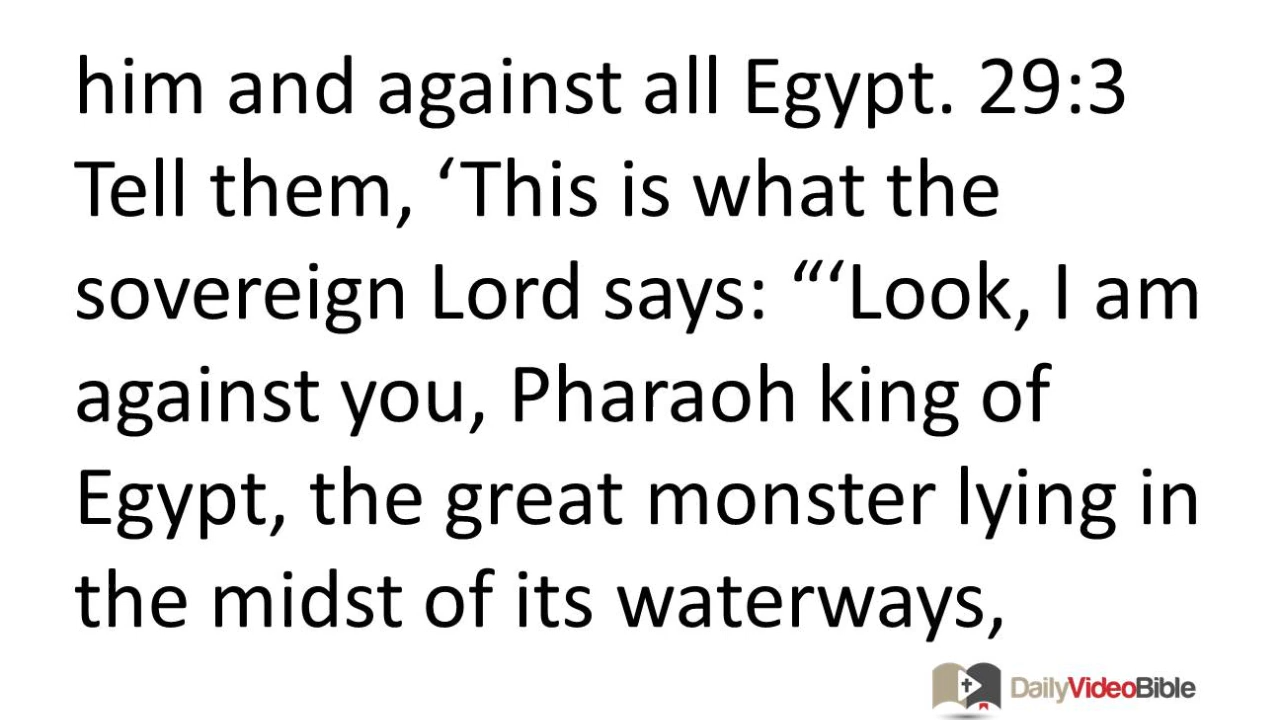 him and against all Egypt. 29:3
Tell them, ‘This is what the
sovereign Lord says: “‘Look, I am
against you, Pharaoh king of
Egypt, the great monster lying in
the midst of its waterways,
DailyVideoBible